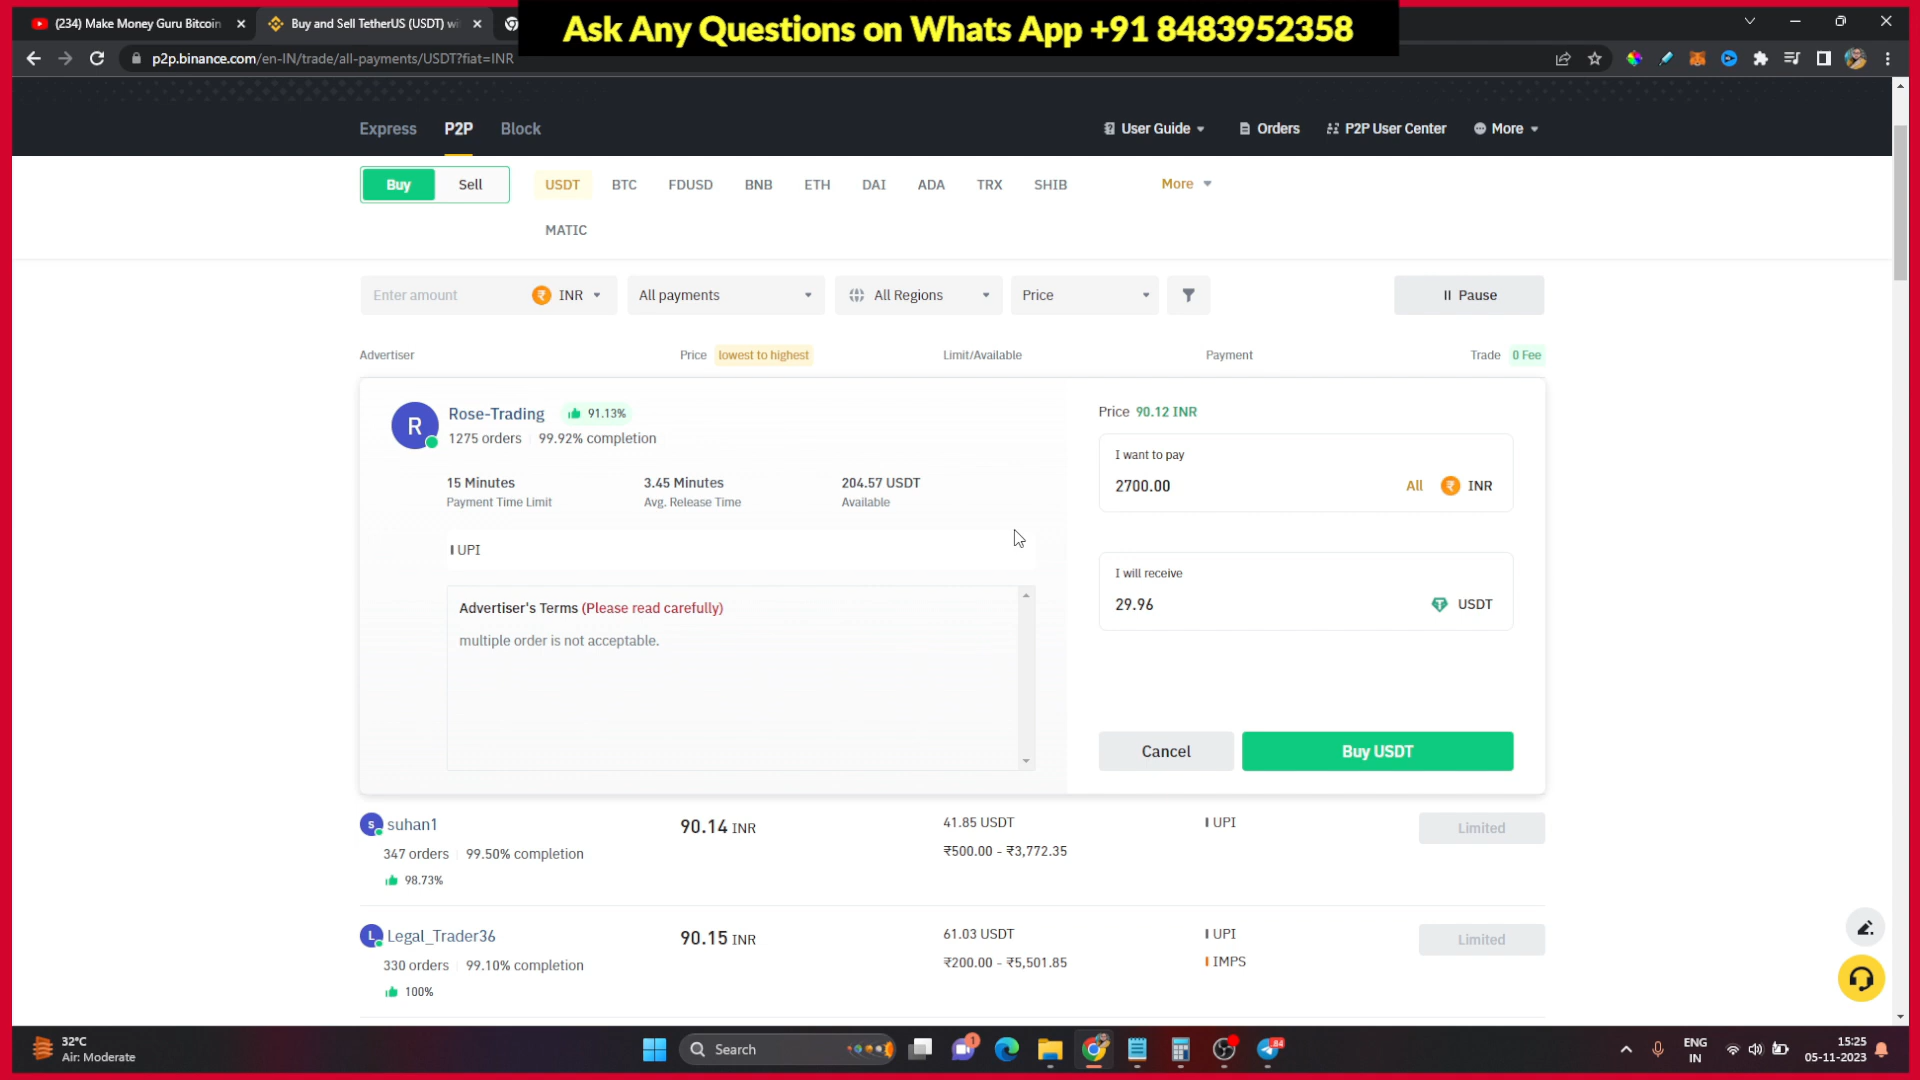 (234) Make Money Guru Bitcoin
Buy and Sell TetherUS (USDT) wi
Ask Any Questions on Whats App +91 8483952358
p2p.binance.com/en-IN/trade/all-payments/USDT?fiat=INR
Express P2P Block
User Guide Orders P2P User Center More
Buy Sell USDT BTC FDUSD BNB ETH DAI ADA TRX SHIB More
MATIC
Enter amount ₹ INR All payments All Regions Price Pause
Advertiser Price lowest to highest Limit/Available Payment Trade 0 Fee
R Rose-Trading 91.13%
1275 orders 99.92% completion
15 Minutes 3.45 Minutes 204.57 USDT
Payment Time Limit Avg. Release Time Available
UPI
Advertiser's Terms (Please read carefully)
multiple order is not acceptable.
Price 90.12 INR
I want to pay
2700.00 All ₹ INR
I will receive
29.96 USDT
Cancel Buy USDT
S suhan1 90.14 INR 41.85 USDT UPI Limited
347 orders 99.50% completion ₹500.00 - ₹3,772.35
98.73%
L Legal_Trader36 90.15 INR 61.03 USDT UPI Limited
330 orders 99.10% completion ₹200.00 - ₹5,501.85 IMPS
100%
32°C
Air: Moderate
Search
1
84
ENG
IN
15:25
05-11-2023